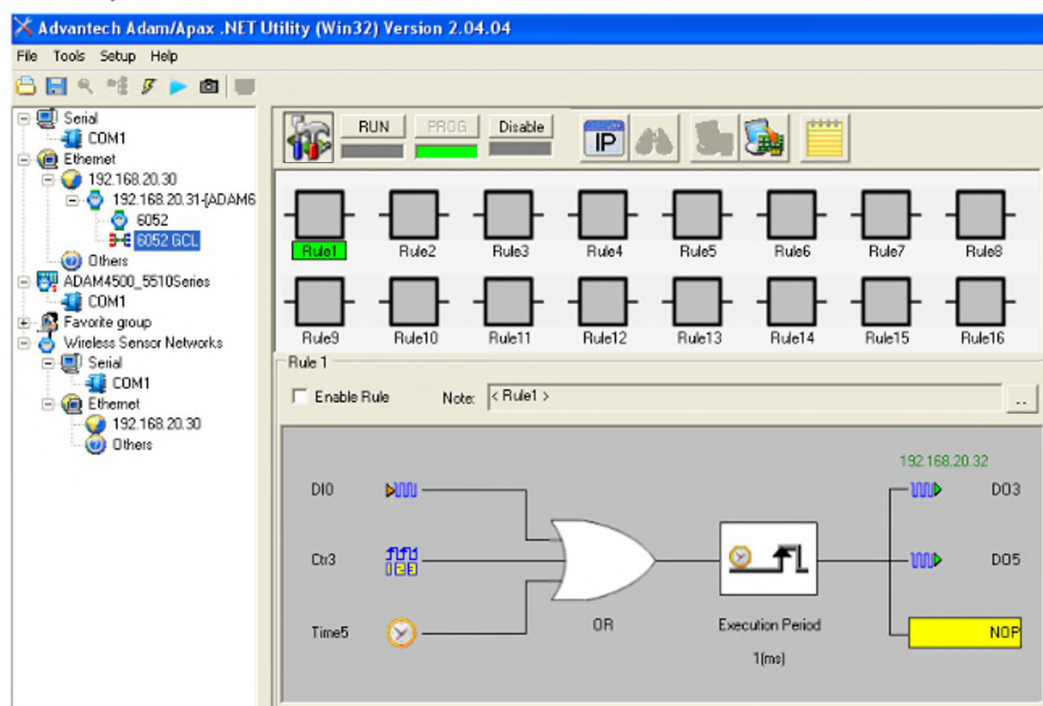 Advantech Adam/Apax .NET Utility (Win32) Version 2.04.04
File Tools Setup Help
Serial
COM1
Ethernet
192.168.20.30
192.168.20.31-[ADAM6
6052
6052 GCL
Others
ADAM4500_5510Series
COM1
Favorite group
Wireless Sensor Networks
Serial
COM1
Ethernet
192.168.20.30
Others
RUN PROG Disable IP
Rule1 Rule2 Rule3 Rule4 Rule5 Rule6 Rule7 Rule8
Rule9 Rule10 Rule11 Rule12 Rule13 Rule14 Rule15 Rule16
Rule 1
Enable Rule Note: < Rule1 > ..
192.168.20.32
DI0 DO3
Ctr3 123 DO5
Time5 OR Execution Period NOP
1(ms)